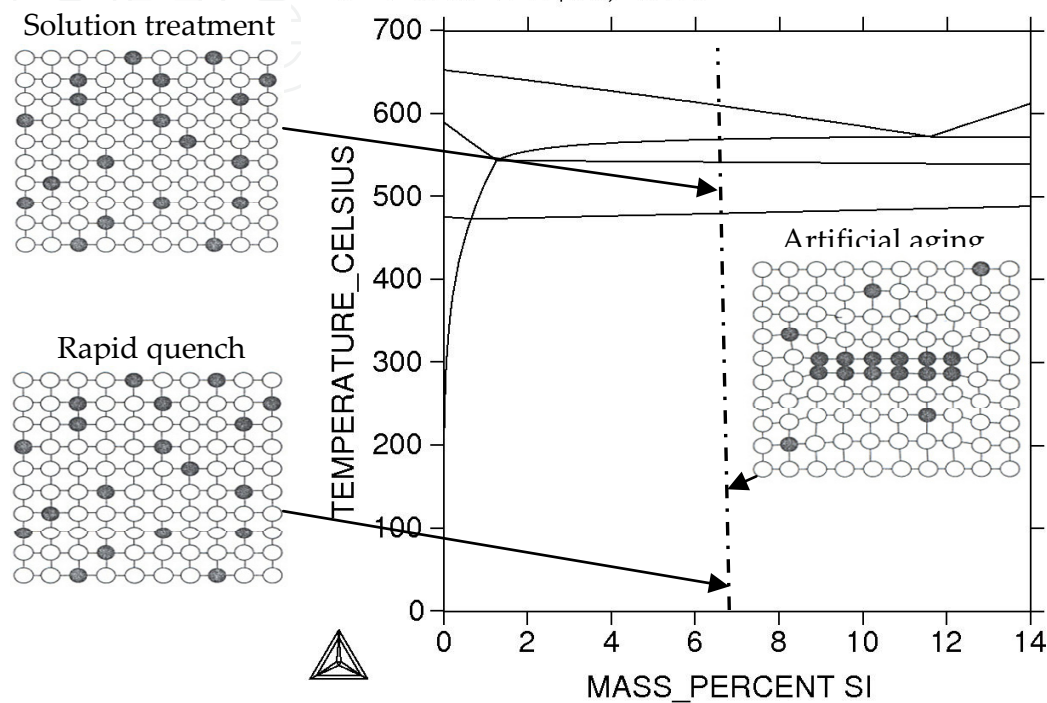 Solution treatment
Rapid quench
Artificial aging
TEMPERATURE_CELSIUS
700
600
500
400
300
200
100
0
0 2 4 6 8 10 12 14
MASS_PERCENT SI